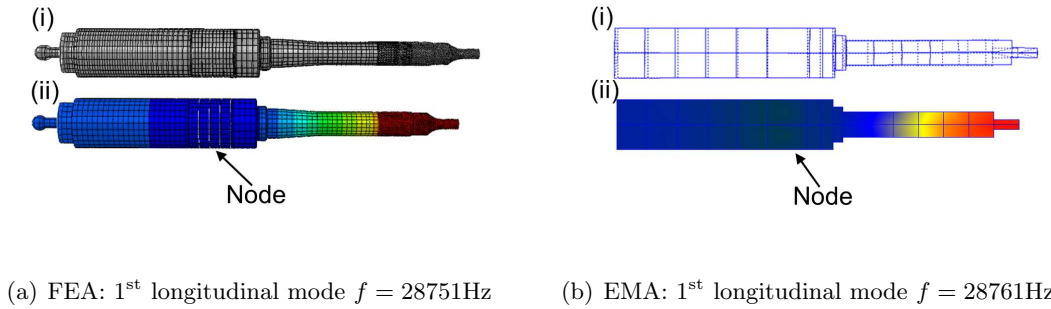 (i)
(ii)
Node
(a) FEA: 1st longitudinal mode f = 28751Hz
(i)
(ii)
Node
(b) EMA: 1st longitudinal mode f = 28761Hz